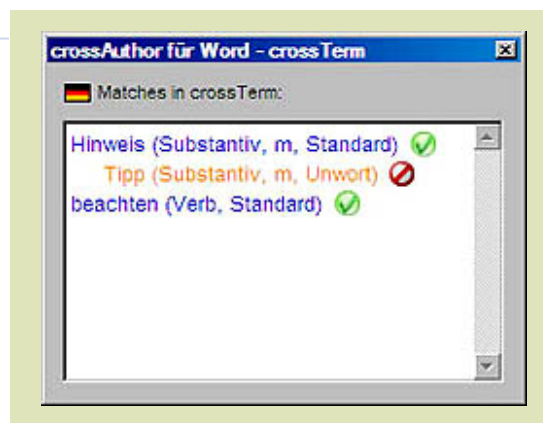 crossAuthor für Word - crossTerm
Matches in crossTerm:
Hinweis (Substantiv, m, Standard)
Tipp (Substantiv, m, Unwort)
beachten (Verb, Standard)